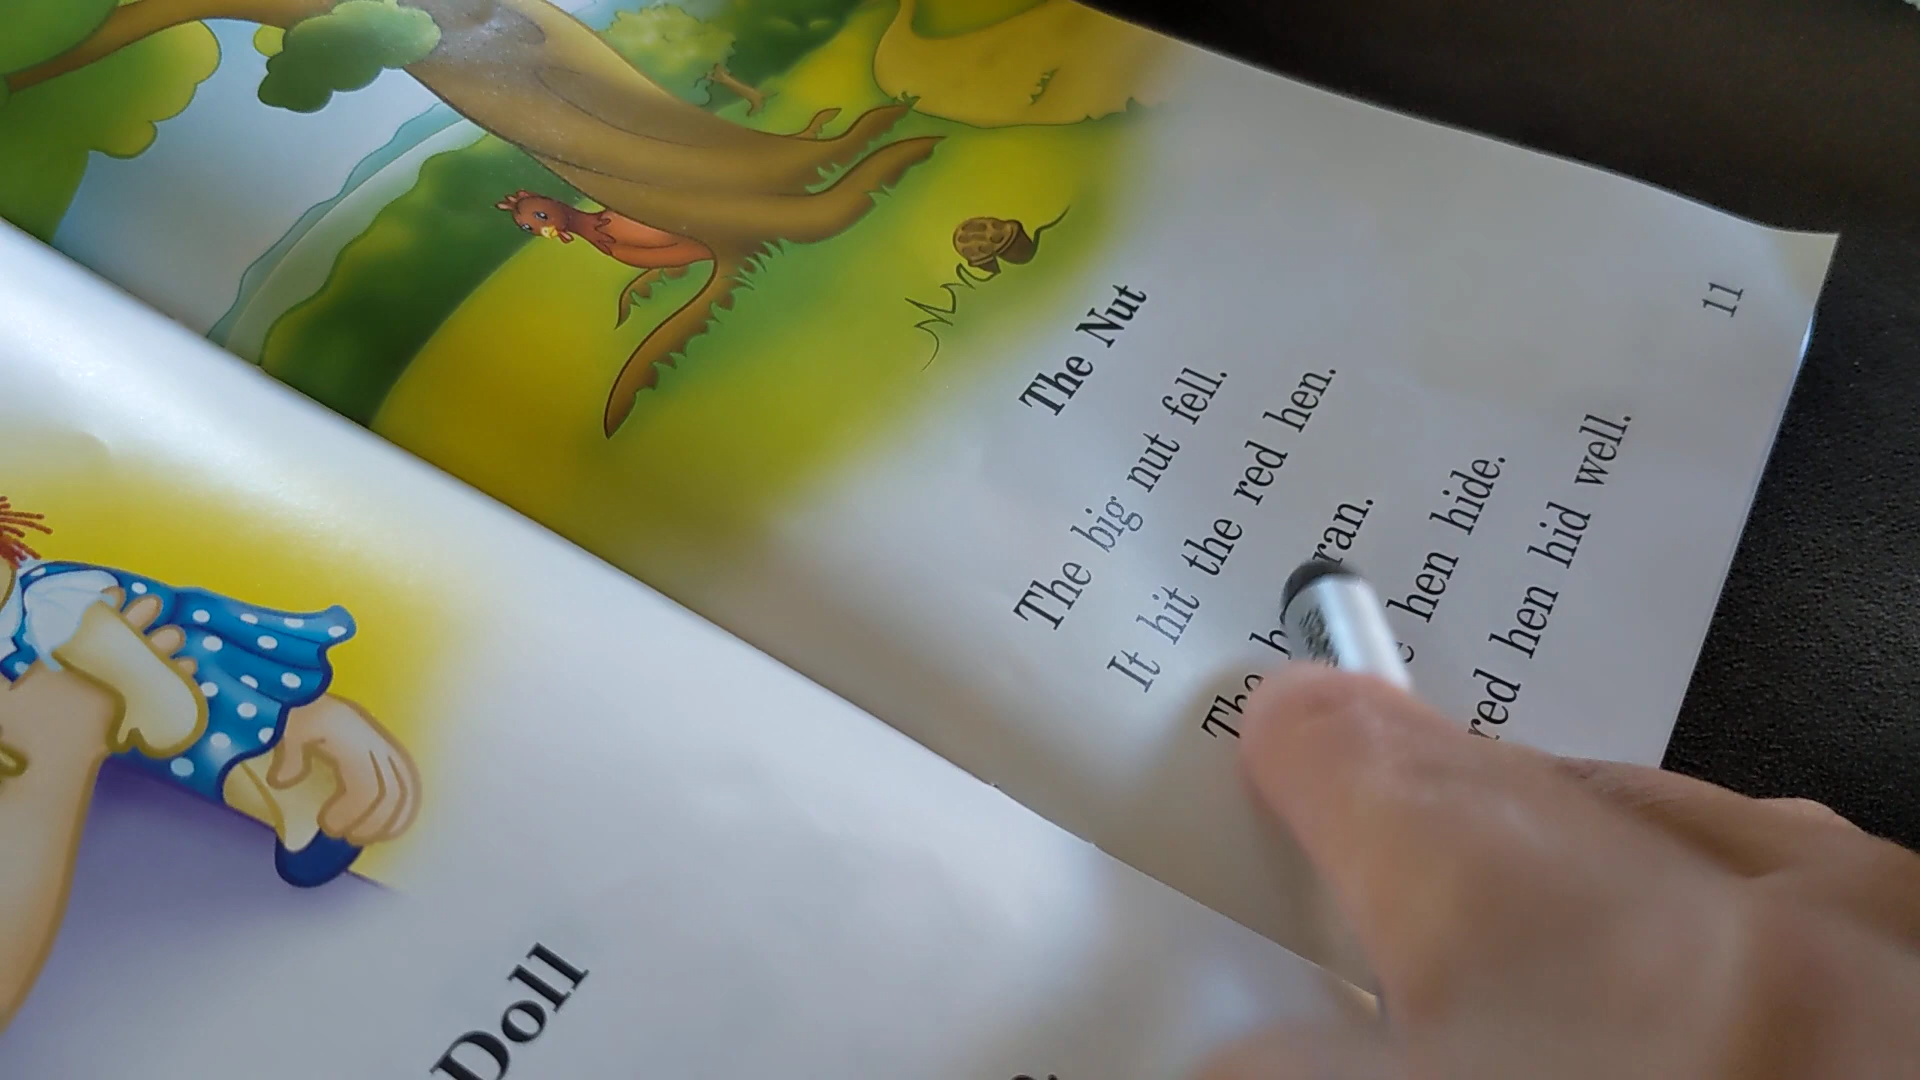 The Nut
The big nut fell.
It hit the red hen.
The ran.
hen hide.
red hen hid well.
11
Doll